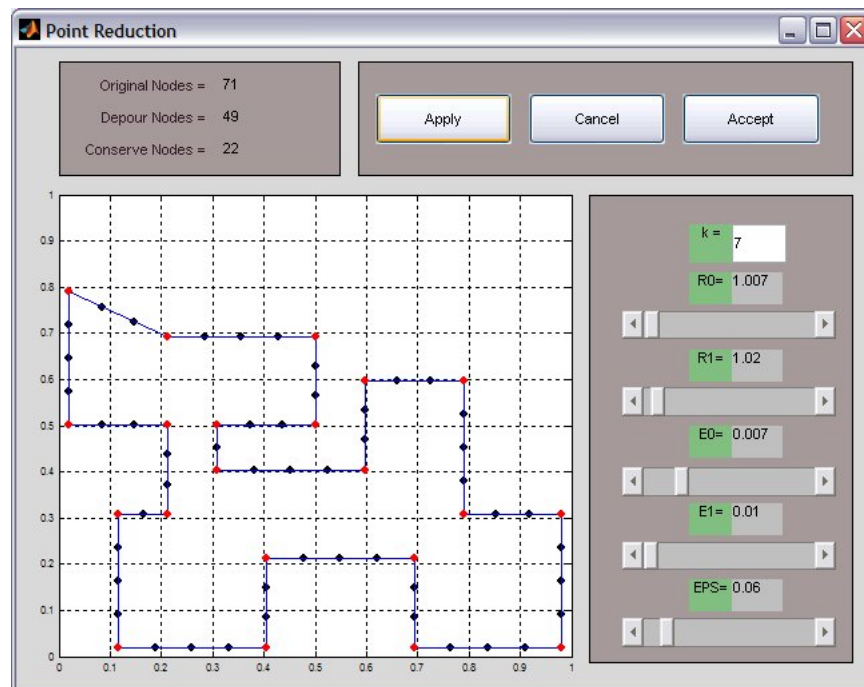 Point Reduction
Original Nodes = 71
Depour Nodes = 49
Conserve Nodes = 22
Apply
Cancel
Accept
1
0.9
0.8
0.7
0.6
0.5
0.4
0.3
0.2
0.1
0
0 0.1 0.2 0.3 0.4 0.5 0.6 0.7 0.8 0.9 1
k = 7
R0= 1.007
R1= 1.02
E0= 0.007
E1= 0.01
EPS= 0.06